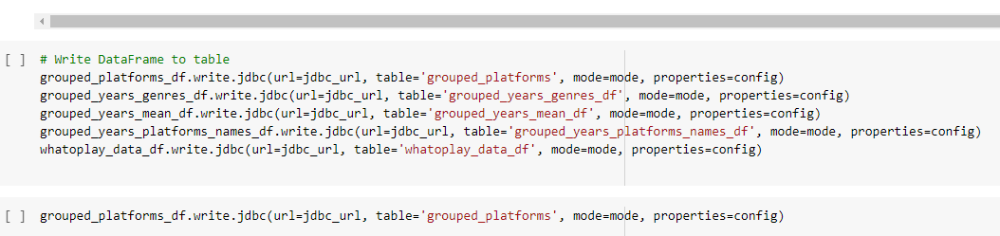 [ ] # Write DataFrame to table
grouped_platforms_df.write.jdbc(url=jdbc_url, table='grouped_platforms', mode=mode, properties=config)
grouped_years_genres_df.write.jdbc(url=jdbc_url, table='grouped_years_genres_df', mode=mode, properties=config)
grouped_years_mean_df.write.jdbc(url=jdbc_url, table='grouped_years_mean_df', mode=mode, properties=config)
grouped_years_platforms_names_df.write.jdbc(url=jdbc_url, table='grouped_years_platforms_names_df', mode=mode, properties=config)
whatoplay_data_df.write.jdbc(url=jdbc_url, table='whatoplay_data_df', mode=mode, properties=config)
[ ] grouped_platforms_df.write.jdbc(url=jdbc_url, table='grouped_platforms', mode=mode, properties=config)